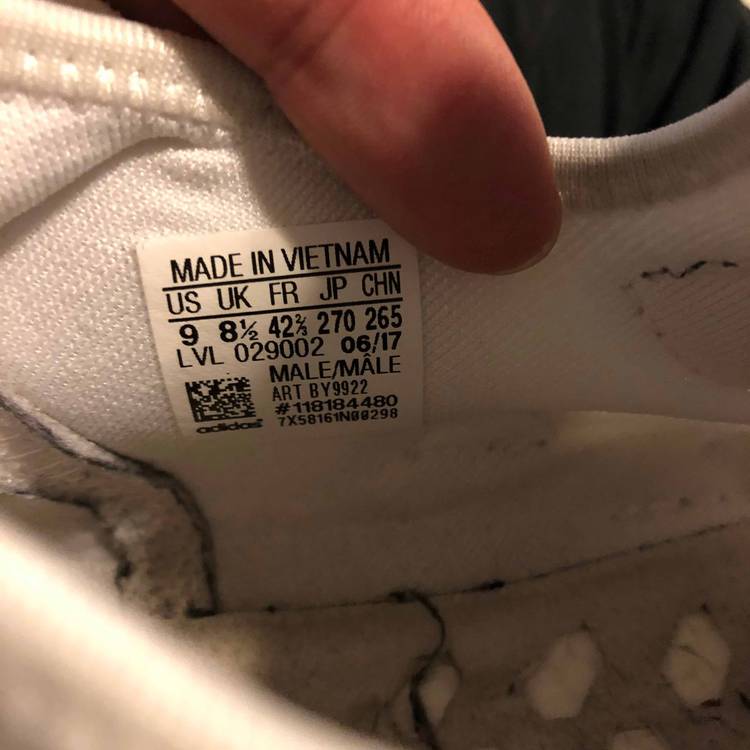 MADE IN VIETNAM
US UK FR JP CHN
9 8½ 42⅔ 270 265
LVL 029002 06/17
MALE/MÂLE
ART BY9922
#118184480
7X58161N00298
adidas